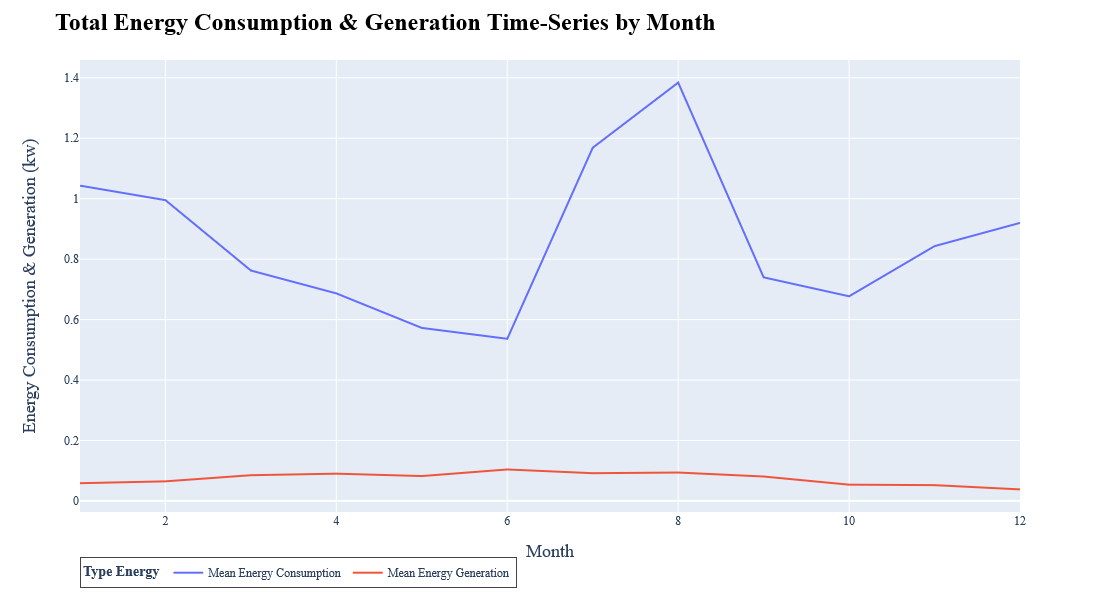 Total Energy Consumption & Generation Time-Series by Month
Energy Consumption & Generation (kw)
1.4
1.2
1
0.8
0.6
0.4
0.2
0
2 4 6 8 10 12
Month
Type Energy Mean Energy Consumption Mean Energy Generation